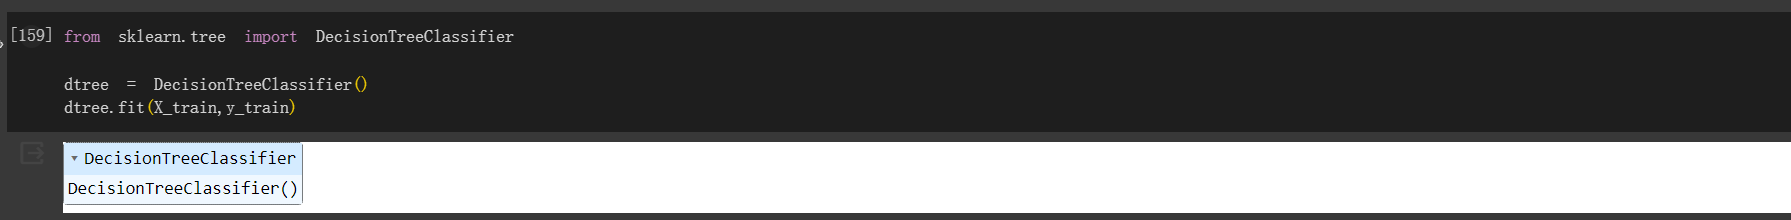 [159] from sklearn.tree import DecisionTreeClassifier
dtree = DecisionTreeClassifier()
dtree.fit(X_train,y_train)
DecisionTreeClassifier
DecisionTreeClassifier()